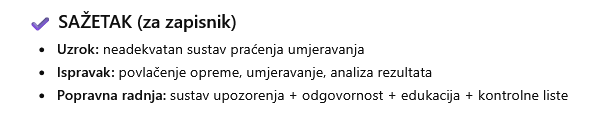 SAŽETAK (za zapisnik)
• Uzrok: neadekvatan sustav praćenja umjeravanja
• Ispravak: povlačenje opreme, umjeravanje, analiza rezultata
• Popravna radnja: sustav upozorenja + odgovornost + edukacija + kontrolne liste